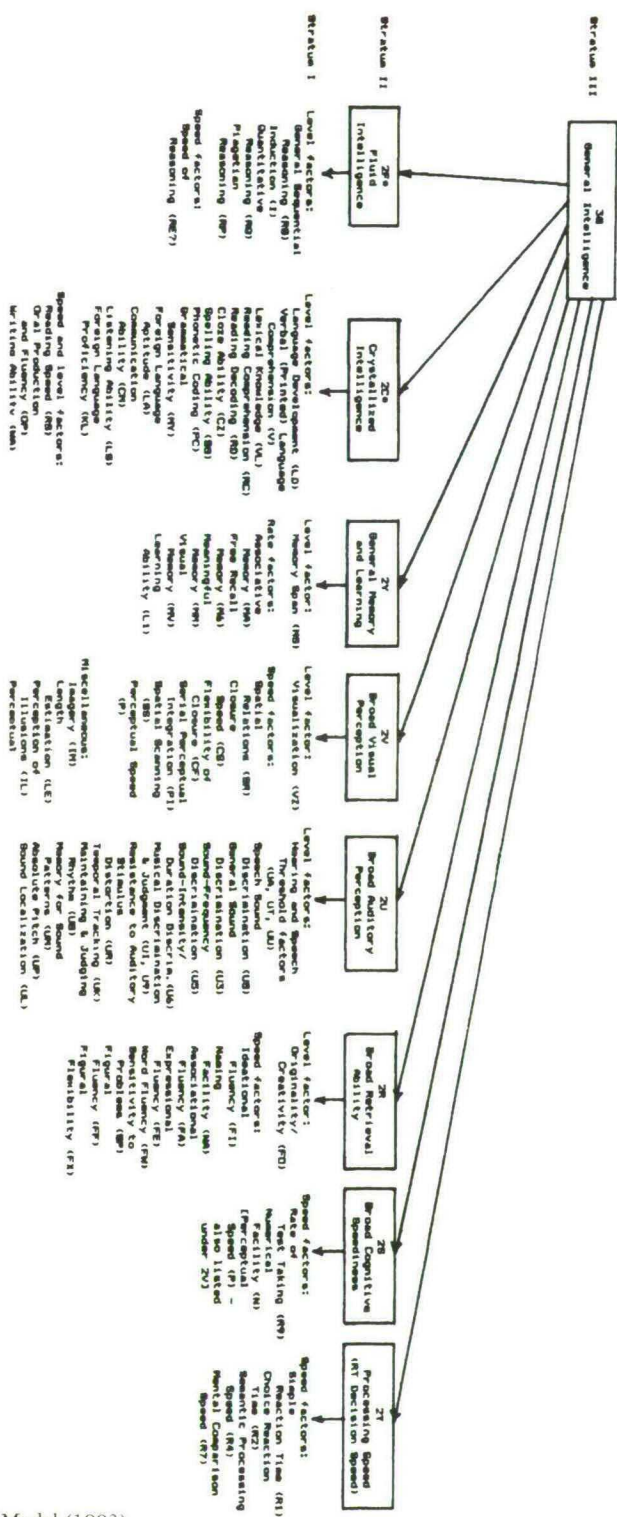 Stratum III
3G
General Intelligence
Stratum II
2F*
Fluid
Intelligence
2C*
Crystallized
Intelligence
2Y
General Memory
and Learning
2V
Broad Visual
Perception
2U
Broad Auditory
Perception
2R
Broad Retrieval
Ability
2S
Broad Cognitive
Speediness
2T
Processing Speed
(RT Decision Speed)
Stratum I
Level factors:
General Sequential
Reasoning (RG)
Induction (I)
Quantitative
Reasoning (RQ)
Piagetian
Reasoning (RP)
Speed factors:
Speed of
Reasoning (RE?)
Level factors:
Language Development (LD)
Verbal (Printed) Language
Comprehension (V)
Lexical Knowledge (VL)
Reading Comprehension (RC)
Reading Decoding (RD)
Cloze Ability (CZ)
Spelling Ability (SG)
Phonetic Coding (PC)
Grammatical
Sensitivity (MY)
Foreign Language
Aptitude (LA)
Communication
Ability (CM)
Listening Ability (LS)
Foreign Language
Proficiency (KL)
Speed and level factors:
Reading Speed (RS)
Oral Production
and Fluency (OP)
Writing Ability (WA)
Level factor:
Memory Span (MS)
Rate factors:
Associative
Memory (MA)
Free Recall
Memory (M6)
Meaningful
Memory (MM)
Visual
Memory (MV)
Learning
Ability (L1)
Level factor:
Visualization (VZ)
Speed factors:
Spatial
Relations (SR)
Closure
Speed (CS)
Flexibility of
Closure (CF)
Serial Perceptual
Integration (PI)
Spatial Scanning
(SS)
Perceptual Speed
(P)
Miscellaneous:
Imagery (IM)
Length
Estimation (LE)
Perception of
Illusions (IL)
Perceptual
Level factors:
Hearing and Speech
Threshold factors
(UA, UT, UU)
Speech Sound
Discrimination (US)
General Sound
Discrimination (U3)
Sound-Frequency
Discrimination (U5)
Sound-Intensity/
Duration Discrim. (U6)
Musical Discrimination
& Judgment (U1, U9)
Resistance to Auditory
Stimulus
Distortion (UR)
Temporal Tracking (UK)
Maintaining & Judging
Rhythm (U8)
Memory for Sound
Patterns (UM)
Absolute Pitch (UP)
Sound Localization (UL)
Level factor:
Originality/
Creativity (FO)
Speed factors:
Ideational
Fluency (FI)
Naming
Facility (NA)
Associational
Fluency (FA)
Expressional
Fluency (FE)
Word Fluency (FW)
Sensitivity to
Problems (SP)
Figural
Fluency (FF)
Figural
Flexibility (FX)
Speed factors:
Rate of
Test Taking (R9)
Numerical
Facility (N)
[Perceptual
Speed (P) -
also listed
under 2V]
Speed factors:
Simple
Reaction Time (R1)
Choice Reaction
Time (R2)
Semantic Processing
Speed (R4)
Mental Comparison
Speed (R7)